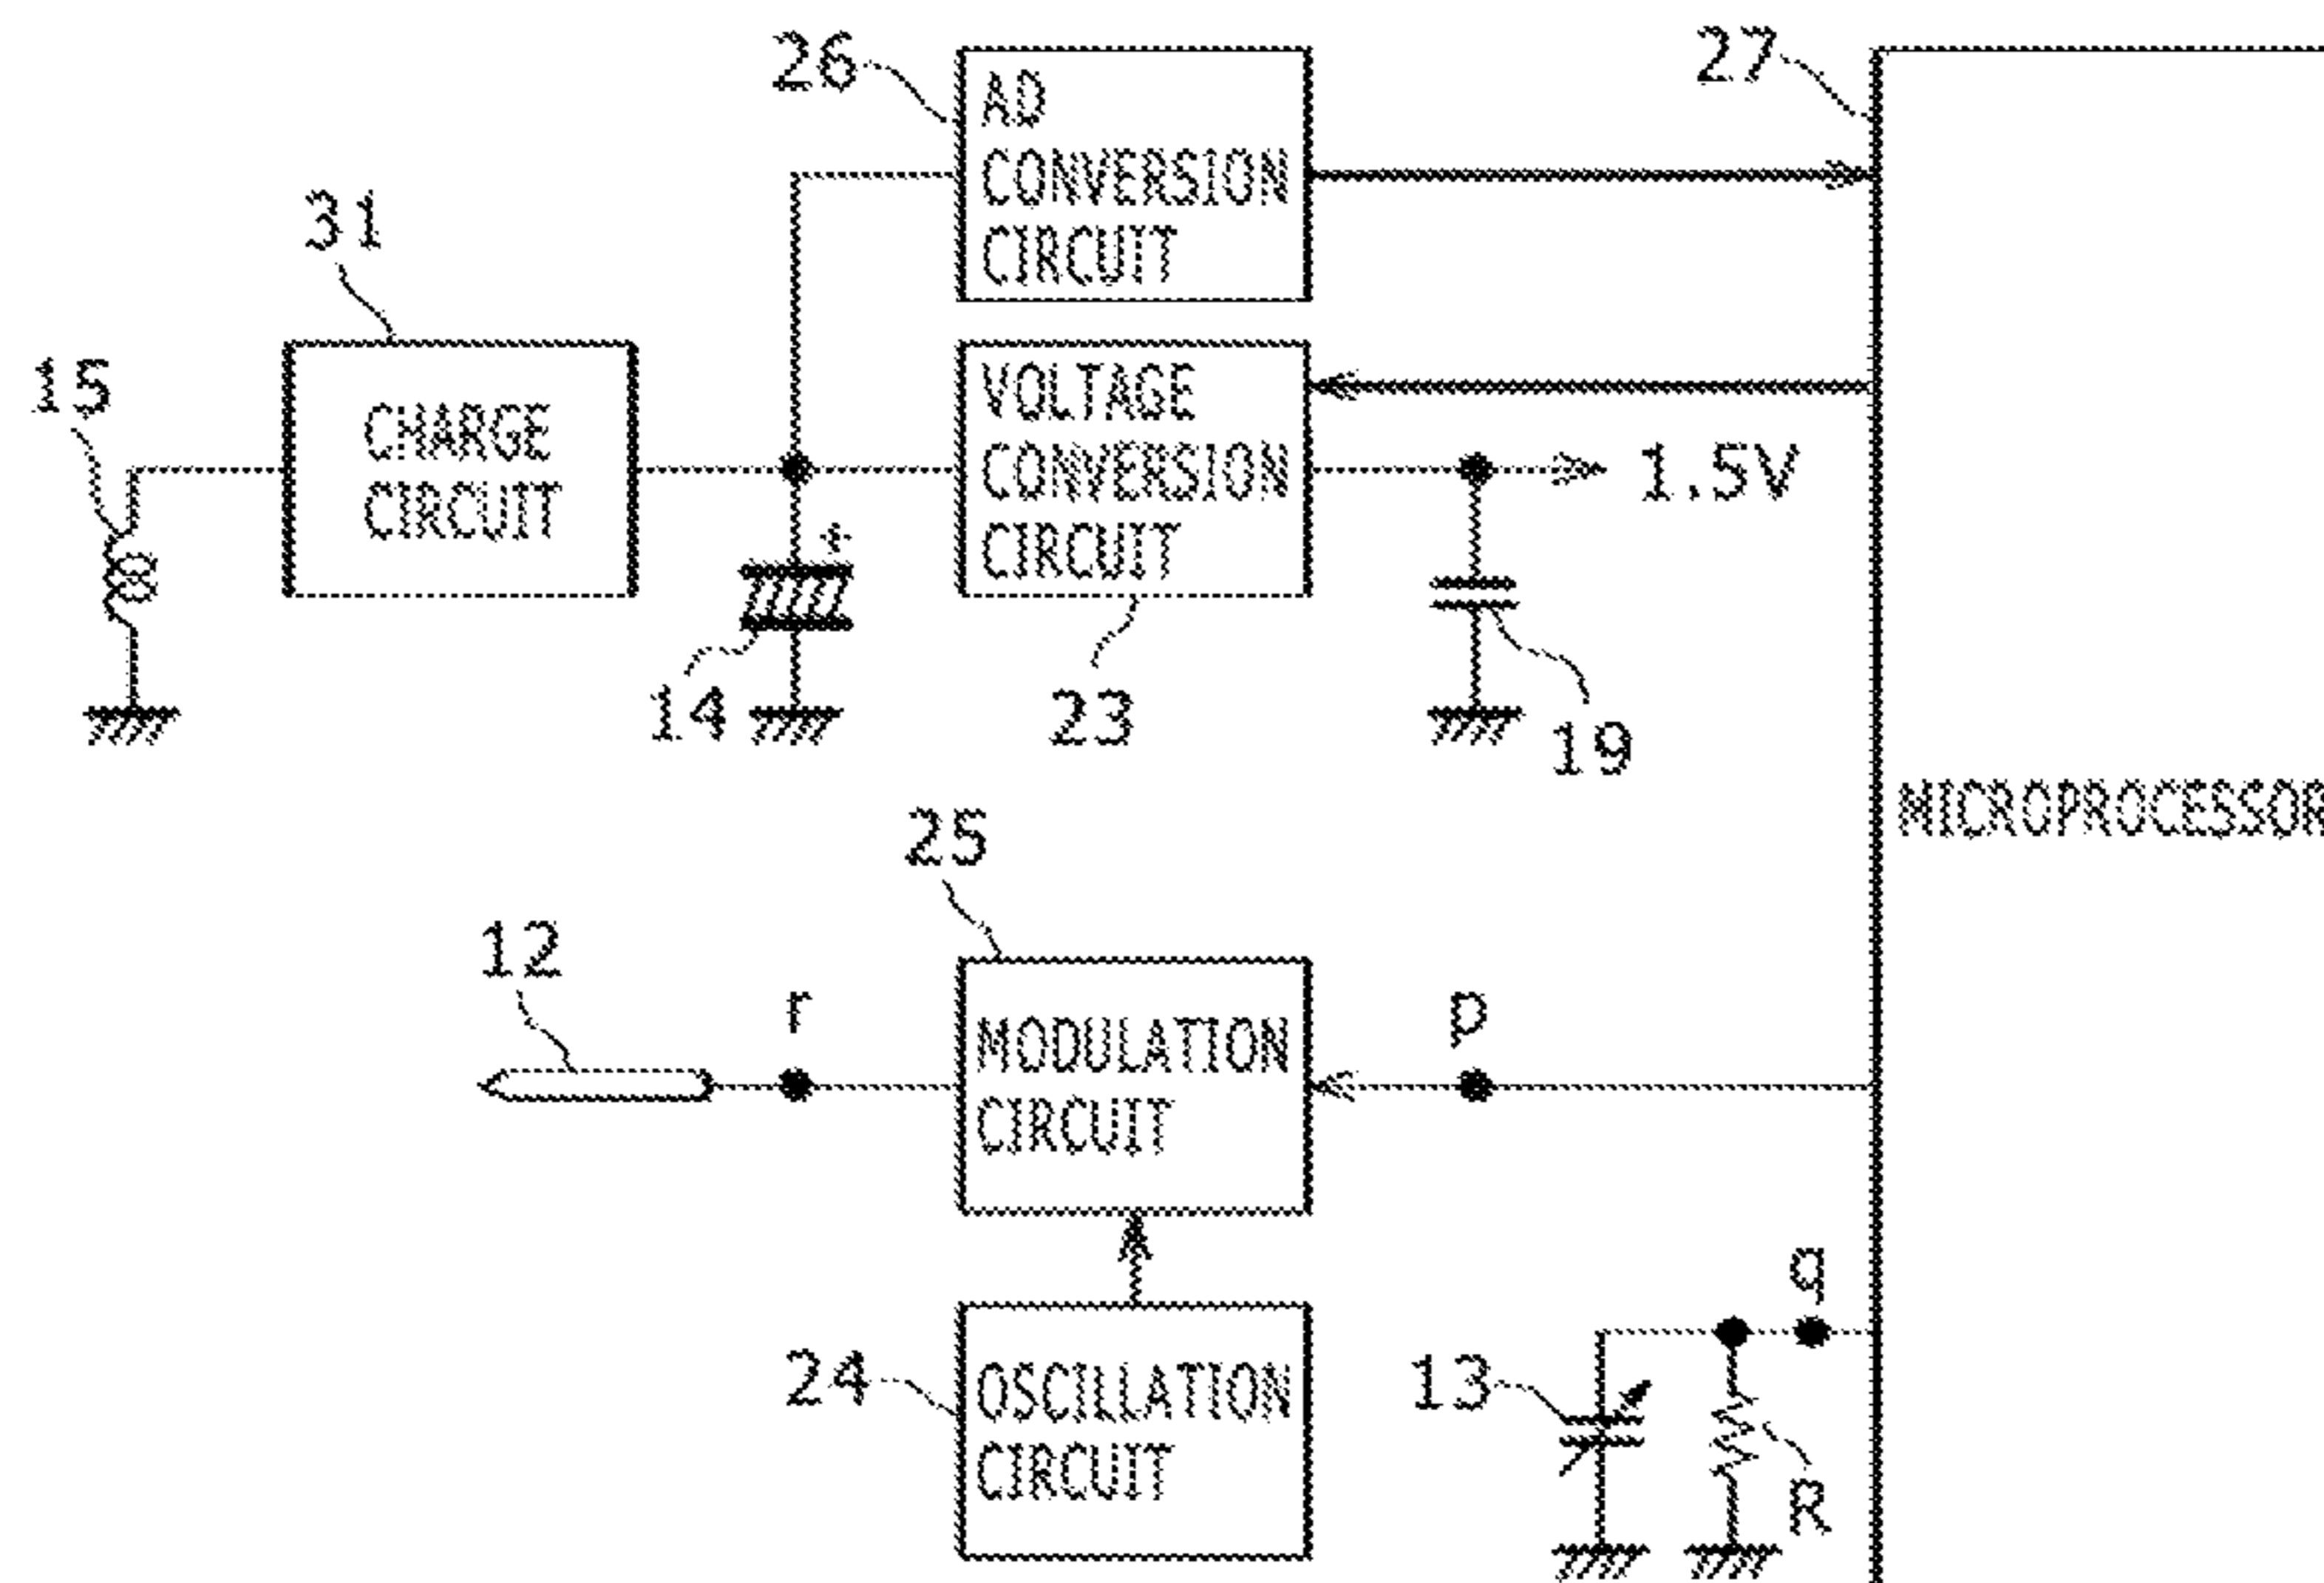 26
AD
CONVERSION
CIRCUIT
27
31
15
CHARGE
CIRCUIT
VOLTAGE
CONVERSION
CIRCUIT
1.5V
+
14
23
19
MICROPROCESSOR
25
12
r
MODULATION
CIRCUIT
p
q
24
OSCILLATION
CIRCUIT
13
R